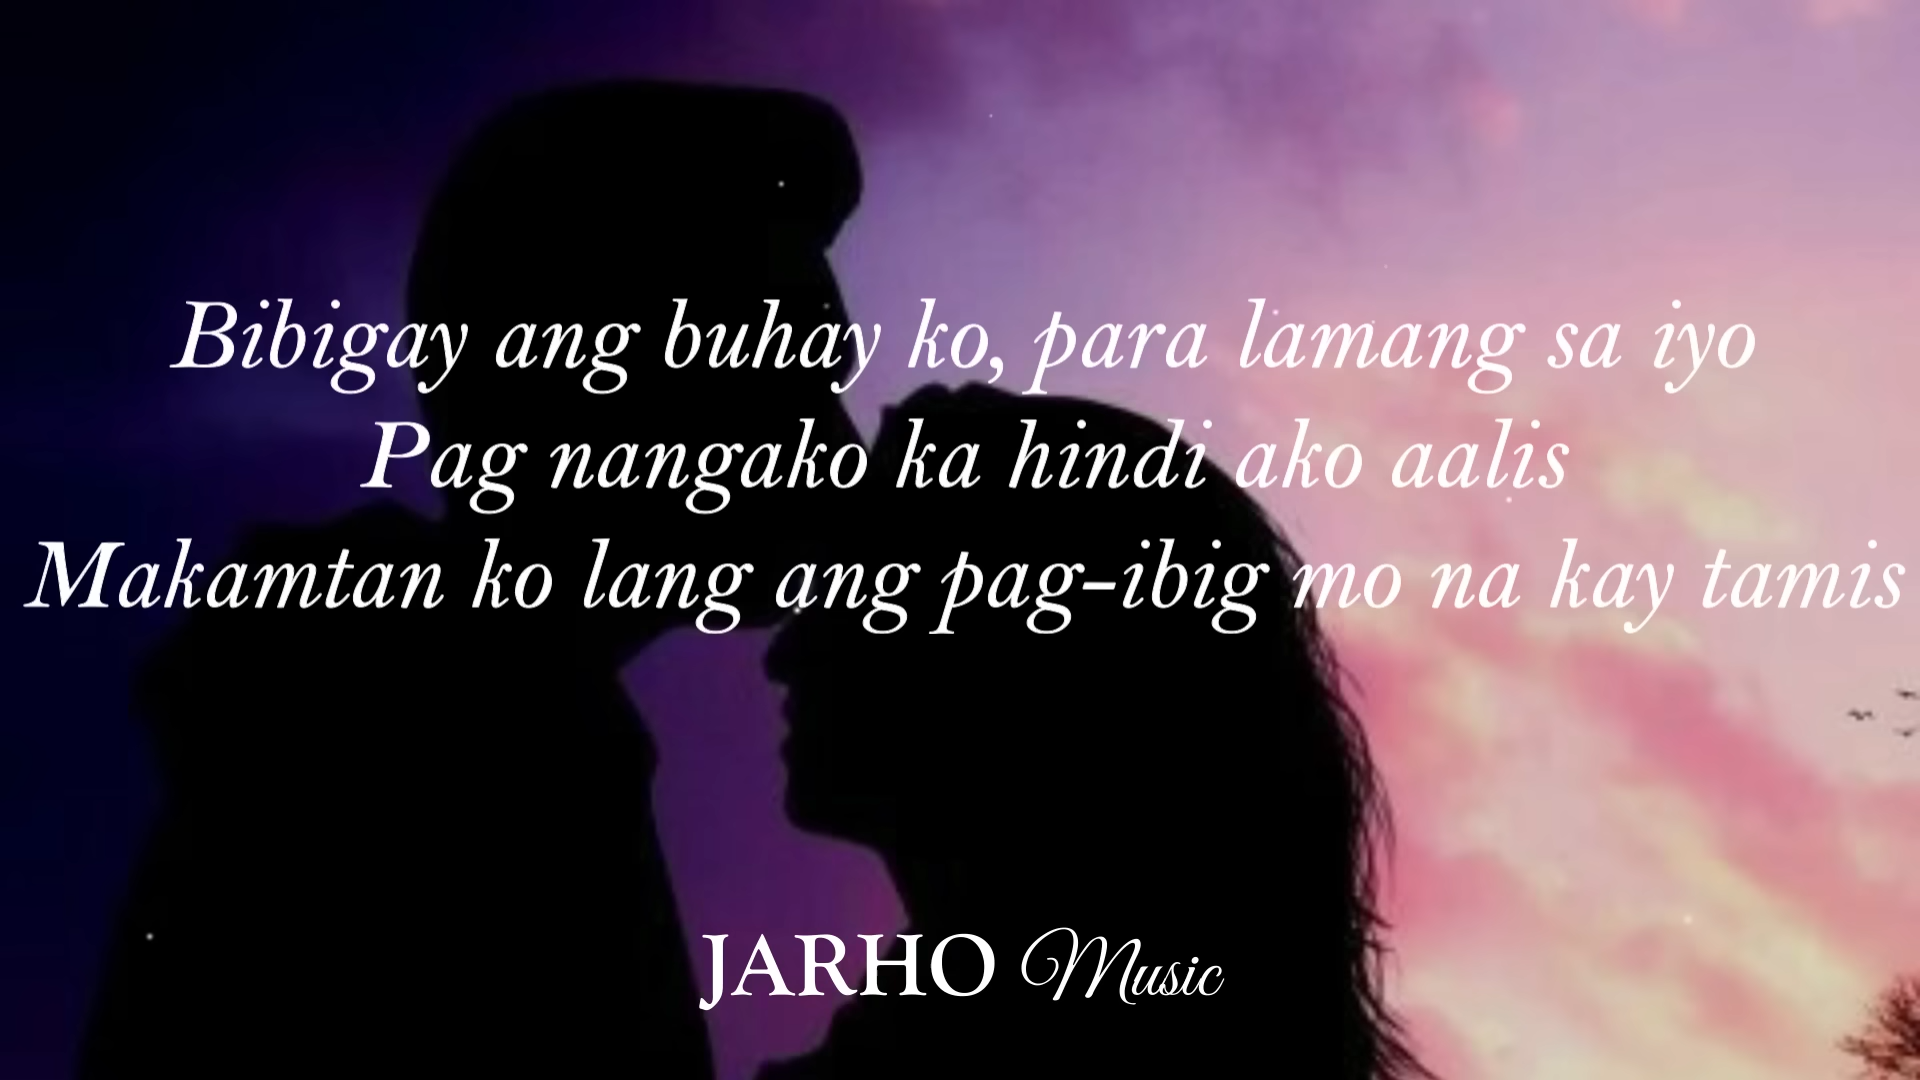 Bibigay ang buhay ko, para lamang sa iyo
Pag nangako ka hindi ako aalis
Makamtan ko lang ang pag-ibig mo na kay tamis
JARHO Music